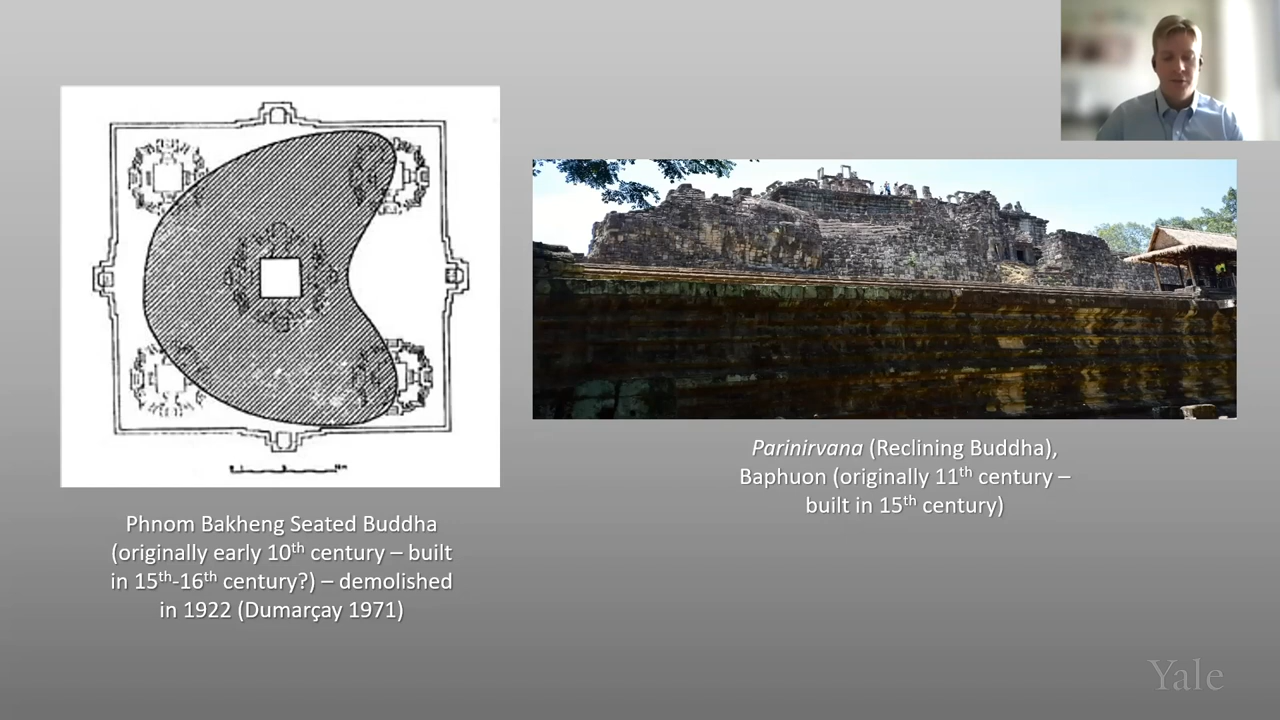 Phnom Bakheng Seated Buddha
(originally early 10th century – built
in 15th-16th century?) – demolished
in 1922 (Dumarçay 1971)
Parinirvana (Reclining Buddha),
Baphuon (originally 11th century –
built in 15th century)
Yale